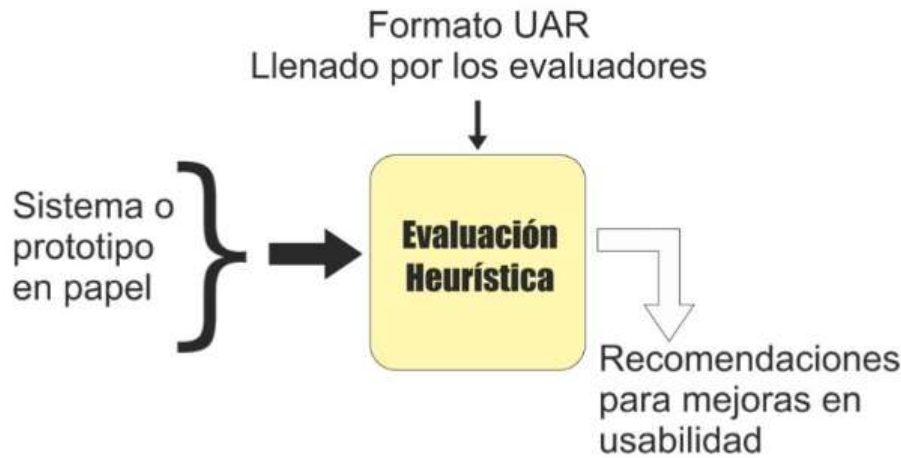 Formato UAR
Llenado por los evaluadores
Sistema o
prototipo
en papel
Evaluación
Heurística
Recomendaciones
para mejoras en
usabilidad